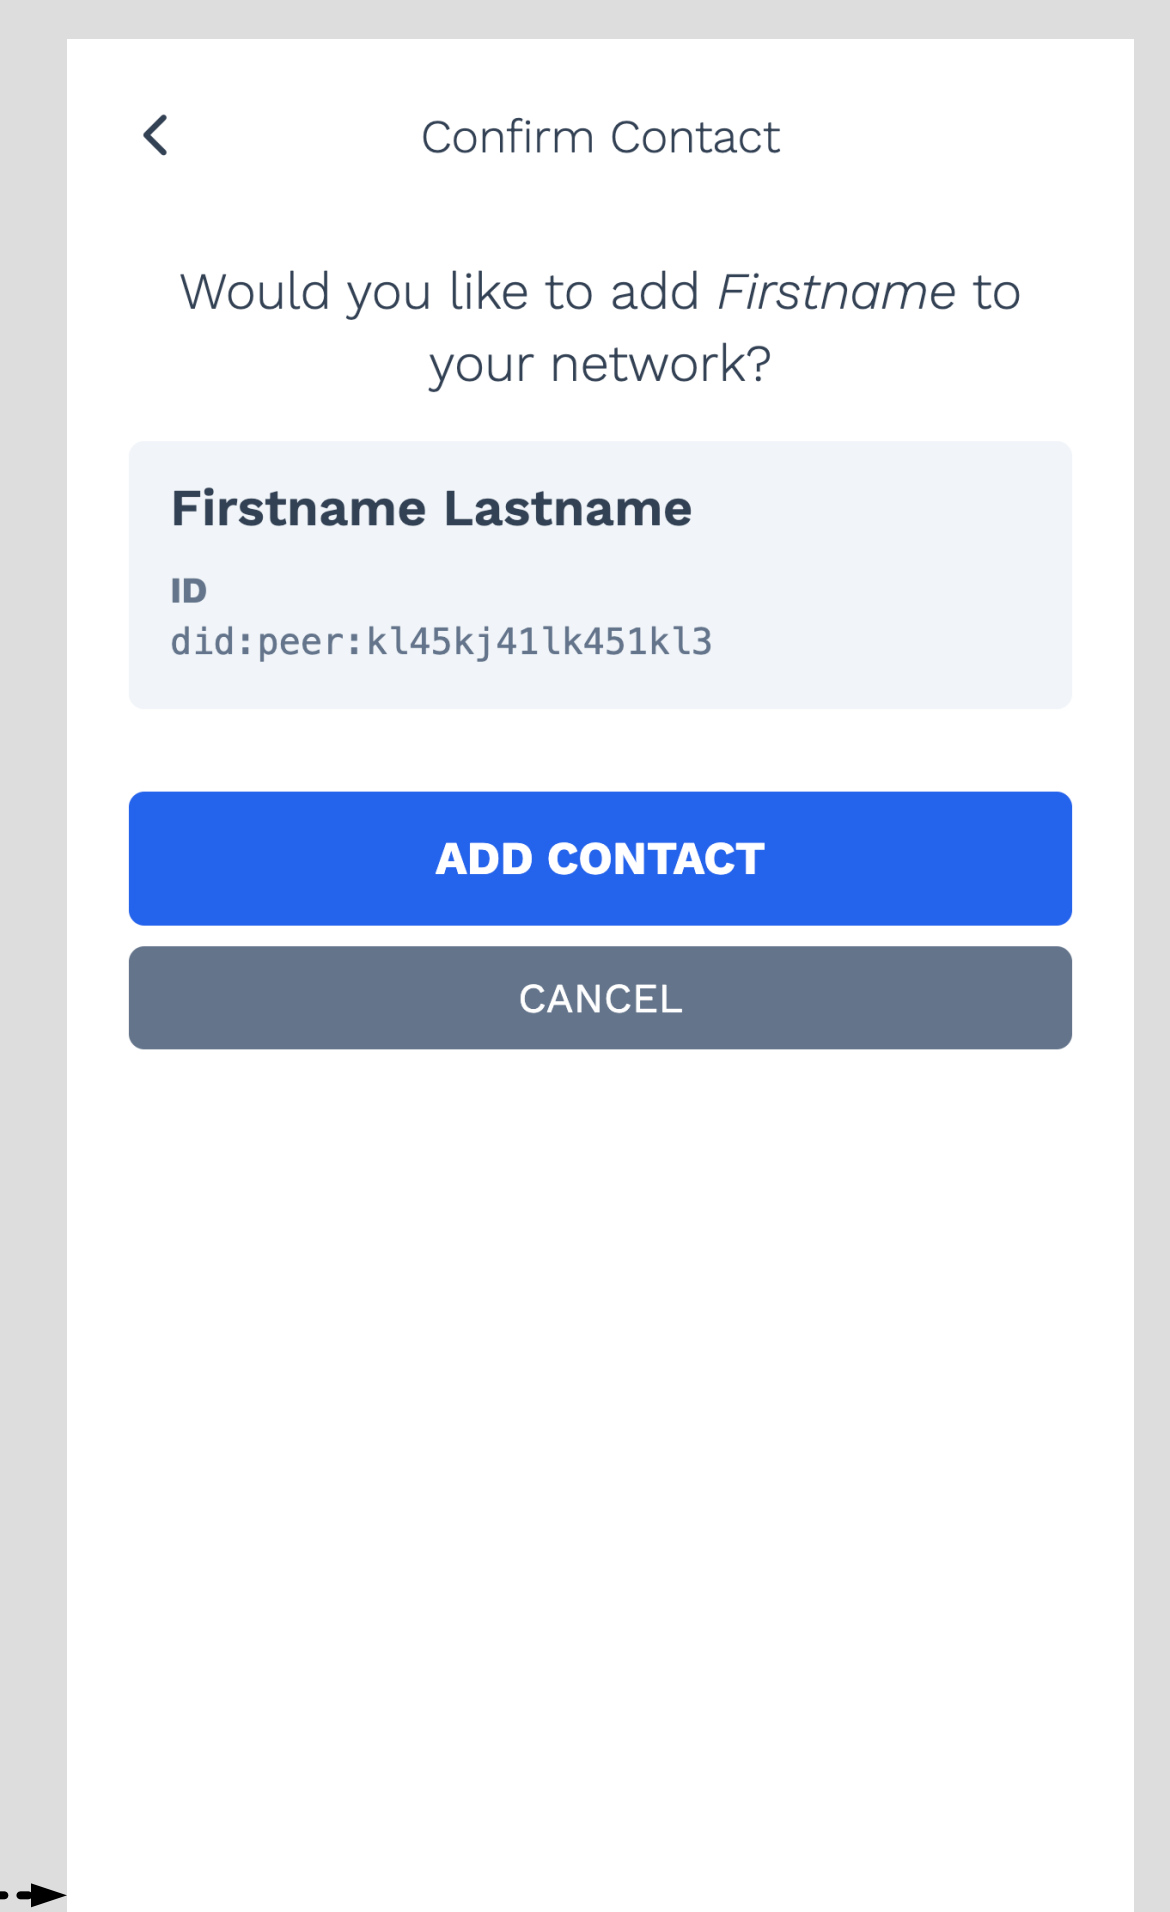 Confirm Contact
Would you like to add Firstname to
your network?
Firstname Lastname
ID
did:peer:kl45kj41lk451kl3
ADD CONTACT
CANCEL